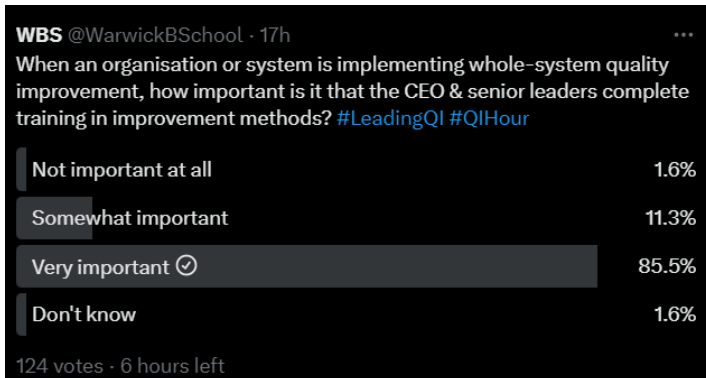 WBS @WarwickBSchool · 17h
When an organisation or system is implementing whole-system quality
improvement, how important is it that the CEO & senior leaders complete
training in improvement methods? #LeadingQI #QIHour
Not important at all 1.6%
Somewhat important 11.3%
Very important 85.5%
Don't know 1.6%
124 votes · 6 hours left